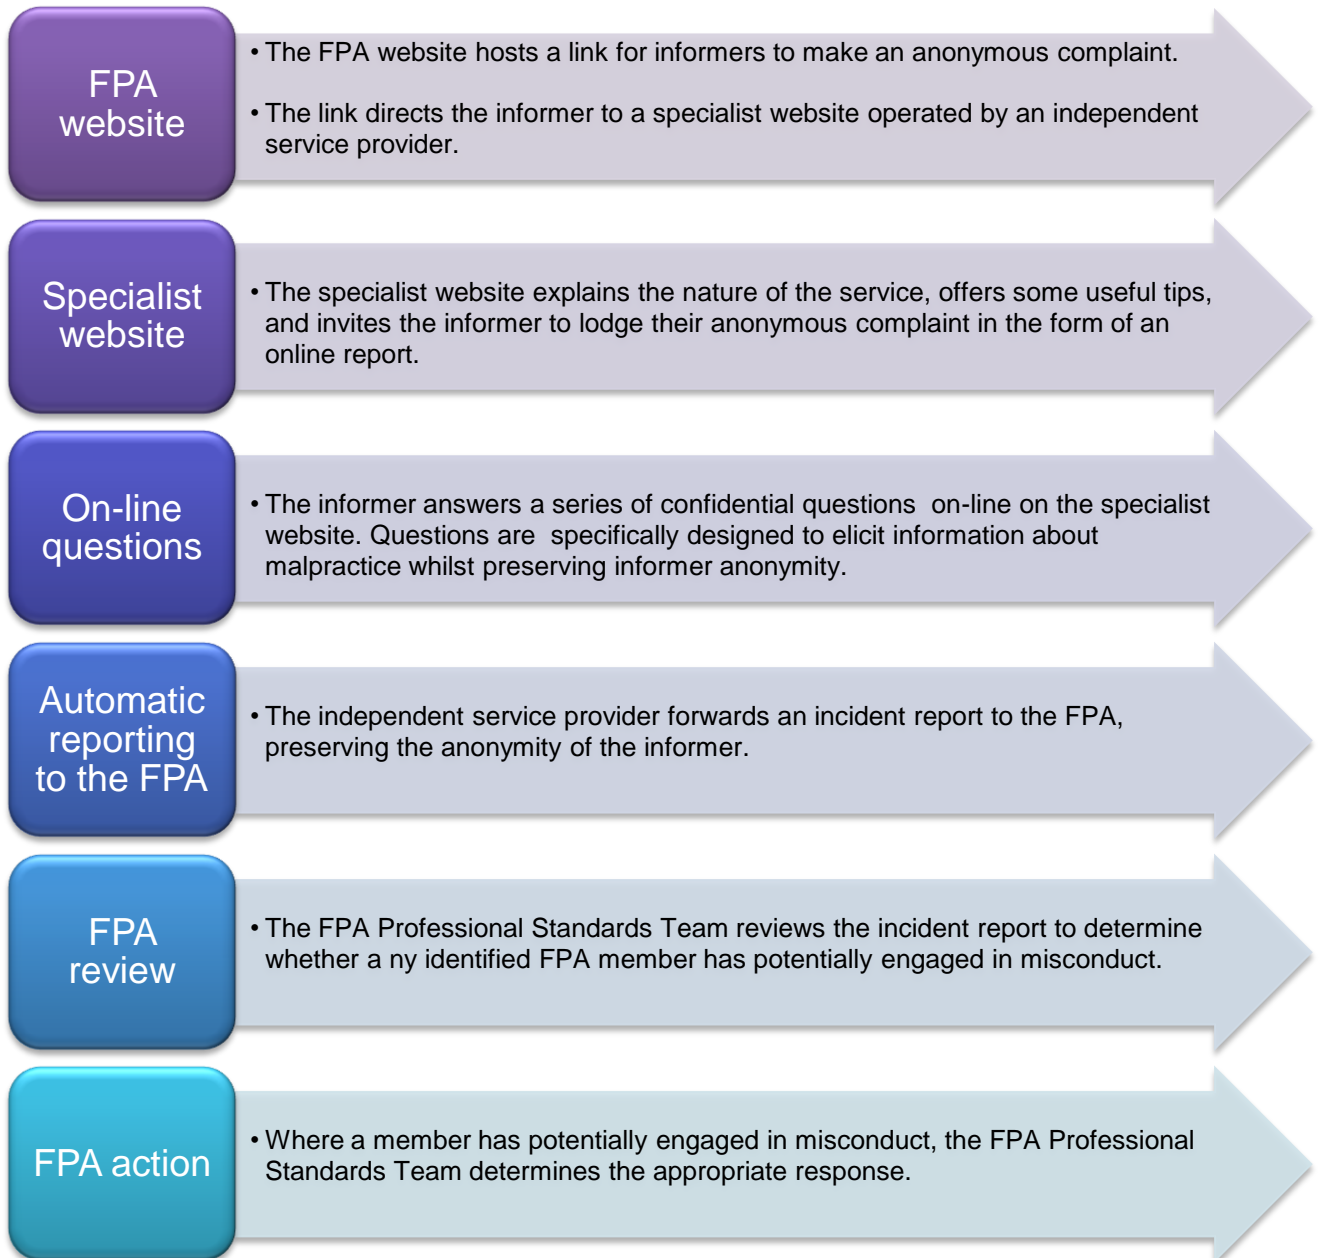 FPA
website
• The FPA website hosts a link for informers to make an anonymous complaint.
• The link directs the informer to a specialist website operated by an independent
service provider.
Specialist
website
• The specialist website explains the nature of the service, offers some useful tips,
and invites the informer to lodge their anonymous complaint in the form of an
online report.
On-line
questions
• The informer answers a series of confidential questions  on-line on the specialist
website. Questions are  specifically designed to elicit information about
malpractice whilst preserving informer anonymity.
Automatic
reporting
to the FPA
• The independent service provider forwards an incident report to the FPA,
preserving the anonymity of the informer.
FPA
review
• The FPA Professional Standards Team reviews the incident report to determine
whether a ny identified FPA member has potentially engaged in misconduct.
FPA action
• Where a member has potentially engaged in misconduct, the FPA Professional
Standards Team determines the appropriate response.